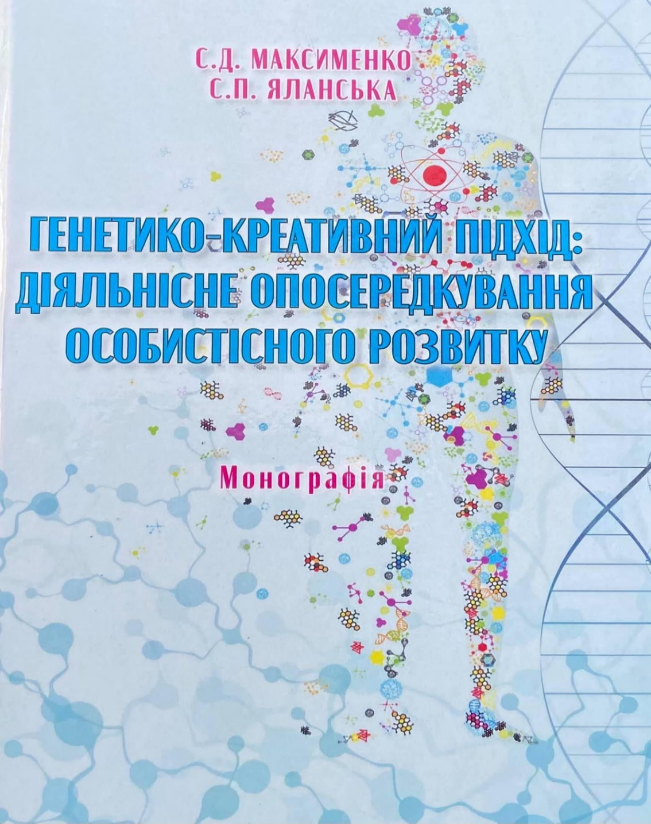 С.Д. МАКСИМЕНКО
С.П. ЯЛАНСЬКА
ГЕНЕТИКО-КРЕАТИВНИЙ ПІДХІД:
ДІЯЛЬНІСНЕ ОПОСЕРЕДКУВАННЯ
ОСОБИСТІСНОГО РОЗВИТКУ
Монографія